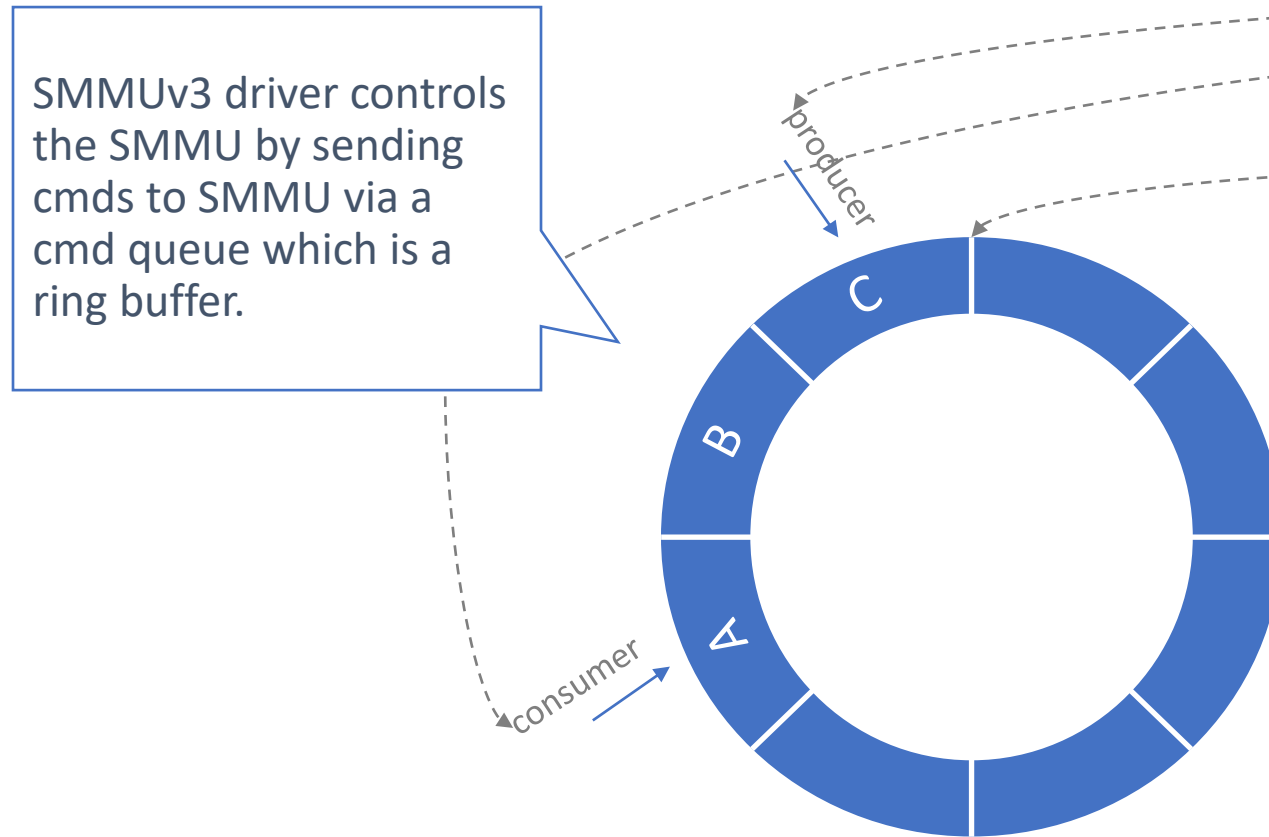 SMMUv3 driver controls
the SMMU by sending
cmds to SMMU via a
cmd queue which is a
ring buffer.
producer
C
B
A
consumer